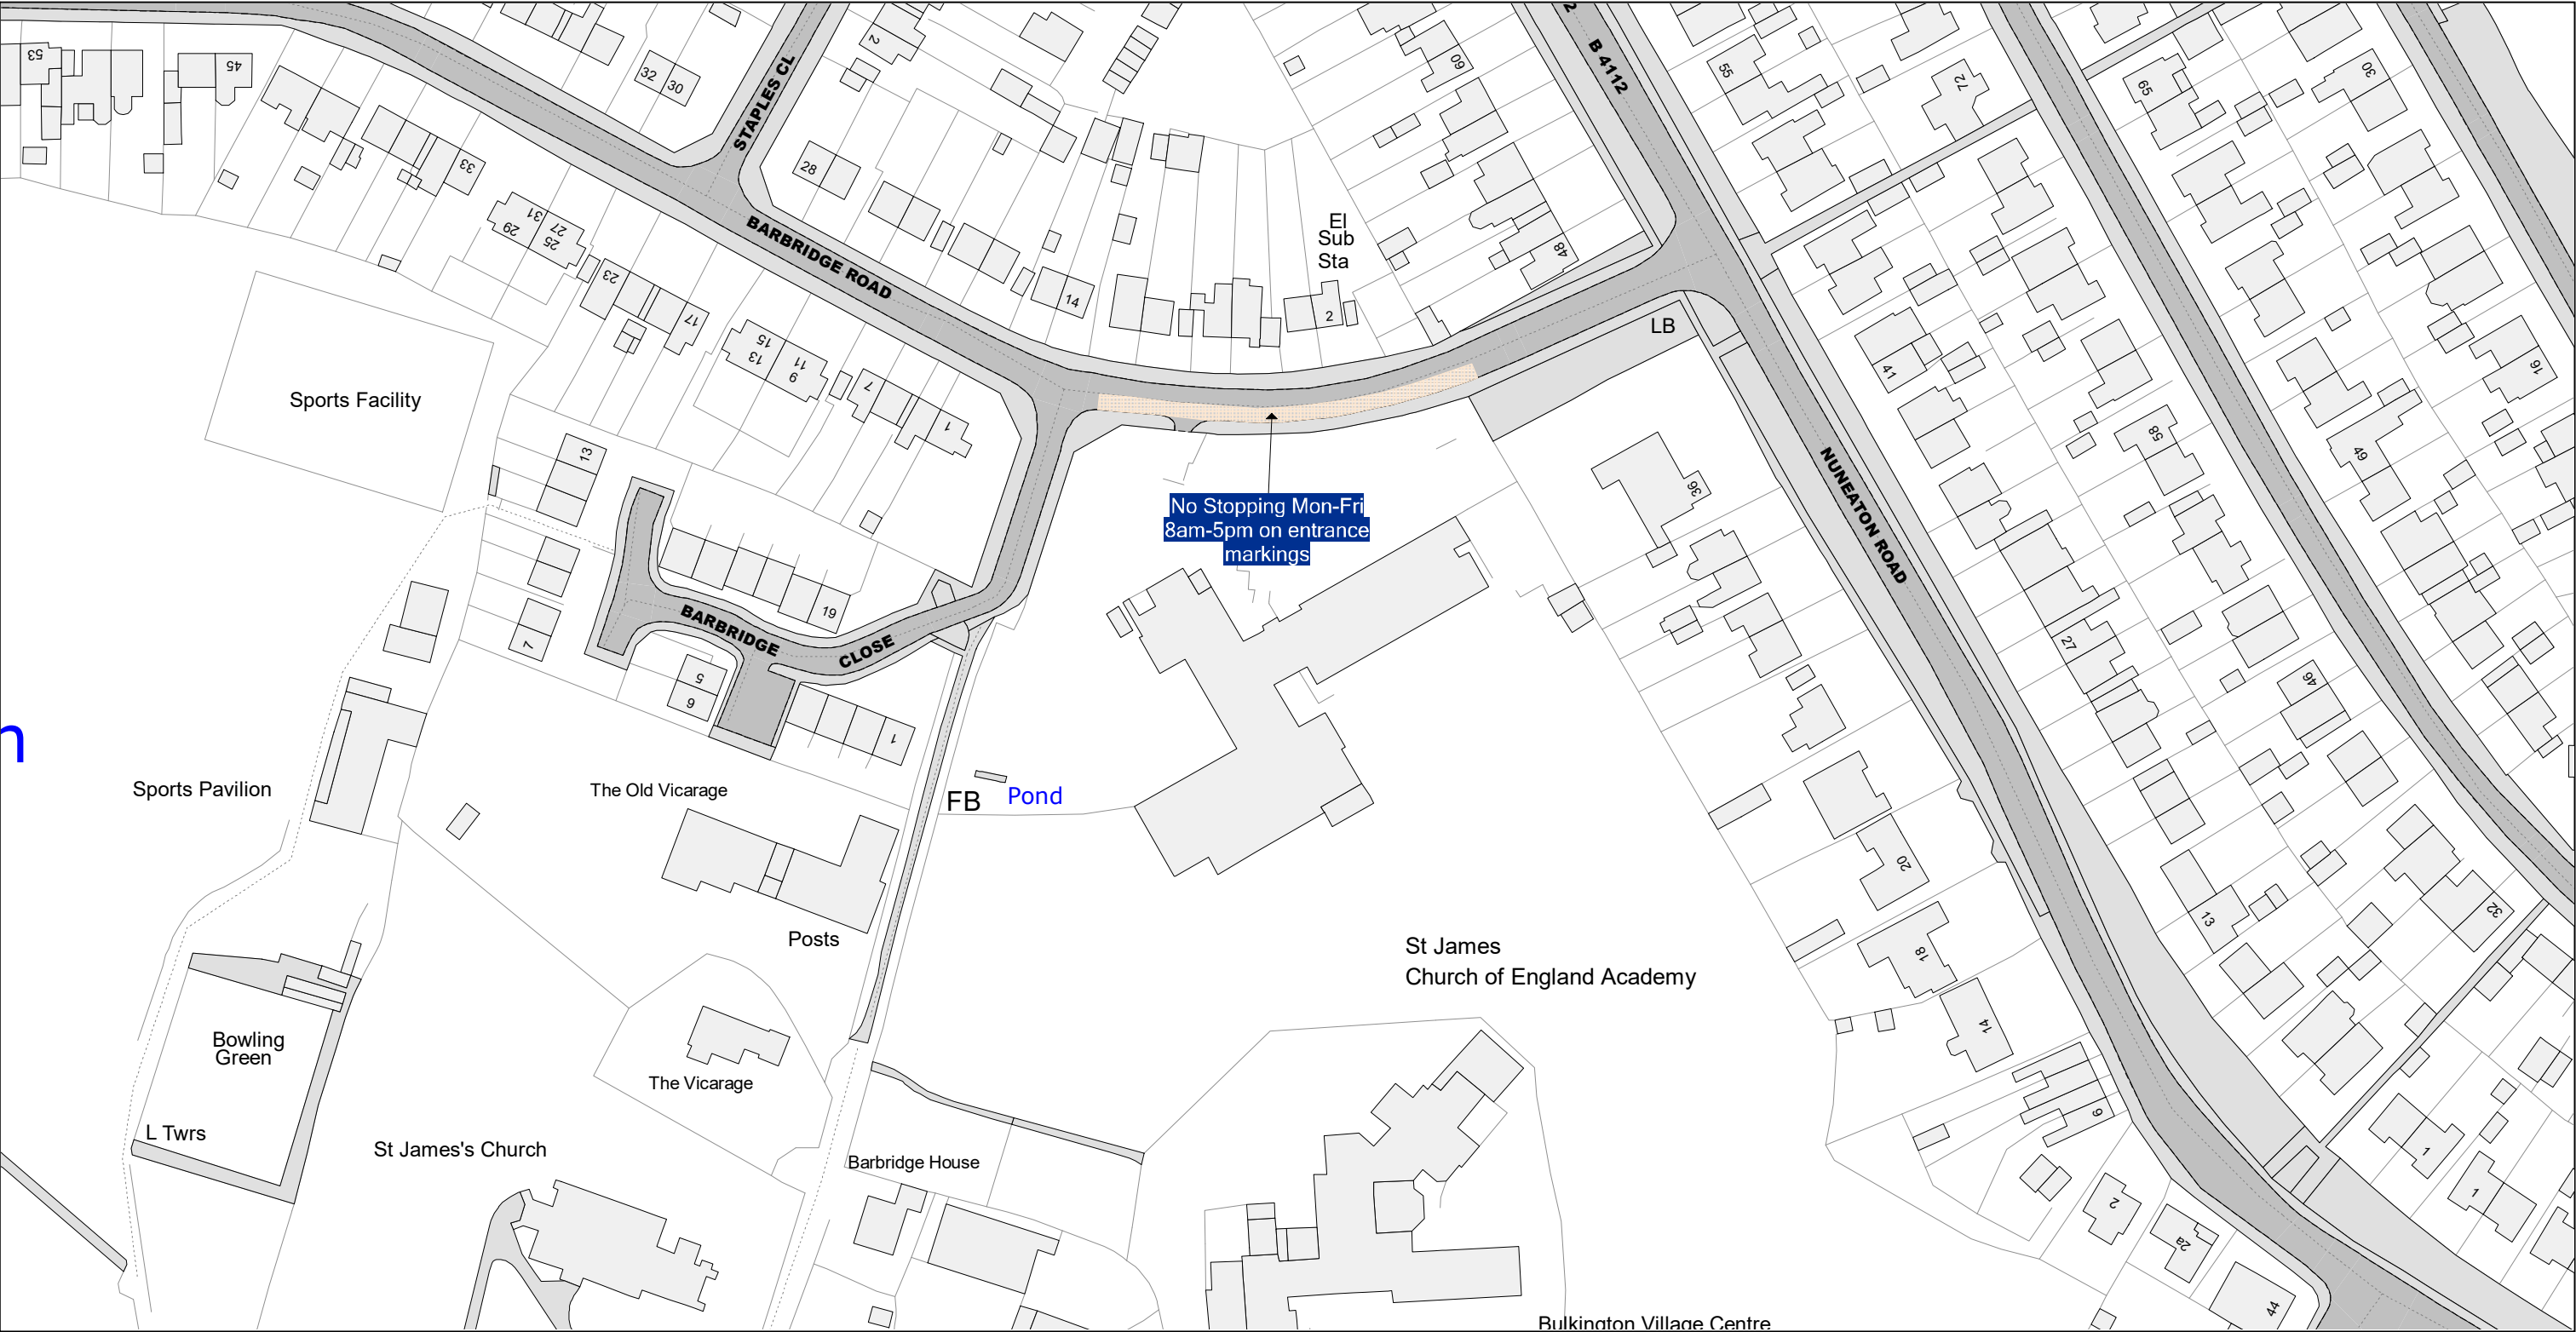 53
45
32
30
STAPLES CL
2
60
2
B 4112
55
72
65
30
33
28
31
29
27
25
BARBRIDGE ROAD
El
Sub
Sta
48
23
17
14
2
LB
15
13
11
9
7
1
41
16
Sports Facility
13
No Stopping Mon-Fri
8am-5pm on entrance
markings
36
NUNEATON ROAD
58
49
19
BARBRIDGE
CLOSE
7
5
6
1
27
46
n
Sports Pavilion
The Old Vicarage
FB
Pond
20
13
32
Posts
St James
Church of England Academy
18
14
Bowling
Green
The Vicarage
L Twrs
St James's Church
Barbridge House
9
1
1
2
2a
44
Bulkington Village Centre